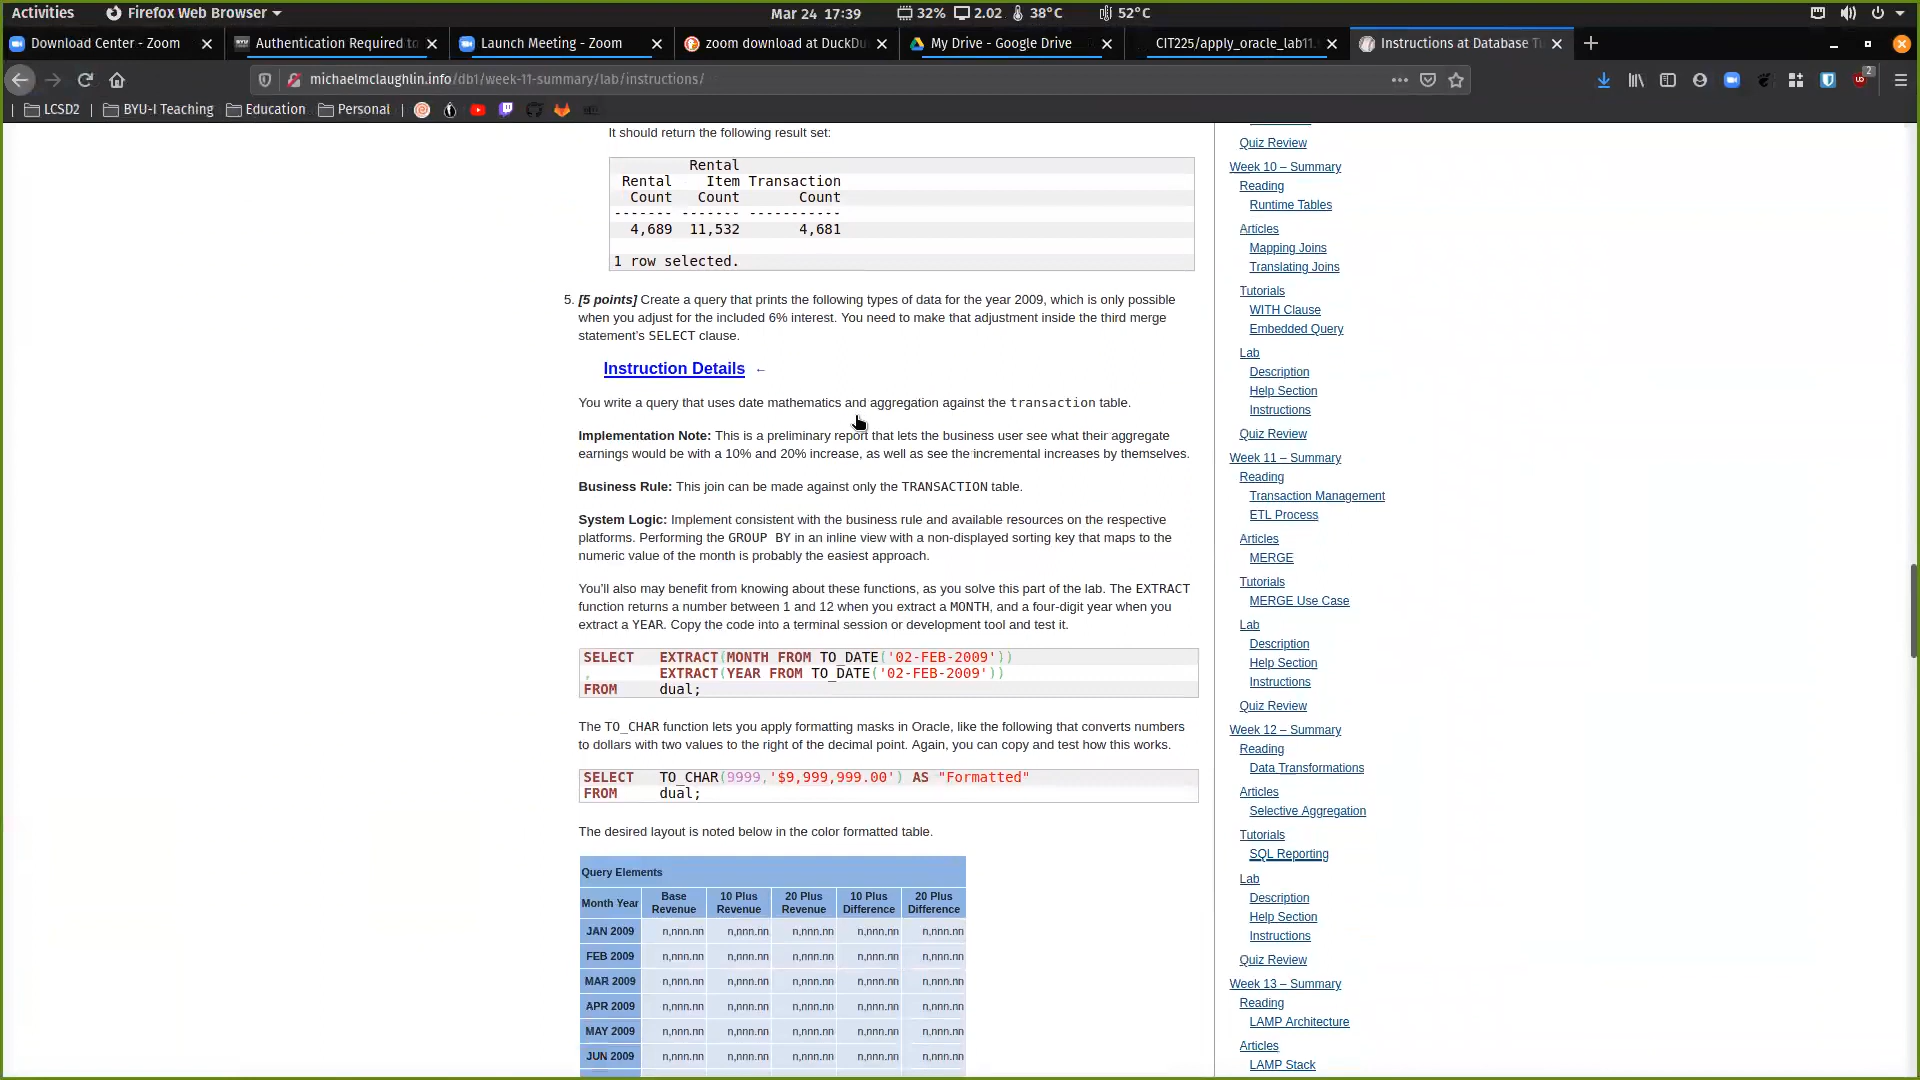 Activities Firefox Web Browser Mar 24 17:39 32% 2.02 38°C 52°C
Download Center - Zoom Authentication Required to Launch Meeting - Zoom zoom download at DuckDu My Drive - Google Drive CIT225/apply_oracle_lab11. Instructions at Database T
michaelmclaughlin.info/db1/week-11-summary/lab/instructions/ 2
LCSD2 BYU-I Teaching Education Personal
It should return the following result set:
Rental
Rental Item Transaction
Count Count Count
------- ------- -----------
4,689 11,532 4,681
1 row selected.
5. [5 points] Create a query that prints the following types of data for the year 2009, which is only possible
when you adjust for the included 6% interest. You need to make that adjustment inside the third merge
statement's SELECT clause.
Instruction Details ←
You write a query that uses date mathematics and aggregation against the transaction table.
Implementation Note: This is a preliminary report that lets the business user see what their aggregate
earnings would be with a 10% and 20% increase, as well as see the incremental increases by themselves.
Business Rule: This join can be made against only the TRANSACTION table.
System Logic: Implement consistent with the business rule and available resources on the respective
platforms. Performing the GROUP BY in an inline view with a non-displayed sorting key that maps to the
numeric value of the month is probably the easiest approach.
You'll also may benefit from knowing about these functions, as you solve this part of the lab. The EXTRACT
function returns a number between 1 and 12 when you extract a MONTH, and a four-digit year when you
extract a YEAR. Copy the code into a terminal session or development tool and test it.
SELECT EXTRACT(MONTH FROM TO_DATE('02-FEB-2009'))
, EXTRACT(YEAR FROM TO_DATE('02-FEB-2009'))
FROM dual;
The TO_CHAR function lets you apply formatting masks in Oracle, like the following that converts numbers
to dollars with two values to the right of the decimal point. Again, you can copy and test how this works.
SELECT TO_CHAR(9999,'$9,999,999.00') AS "Formatted"
FROM dual;
The desired layout is noted below in the color formatted table.
Query Elements
Month Year Base Revenue 10 Plus Revenue 20 Plus Revenue 10 Plus Difference 20 Plus Difference
JAN 2009 n,nnn.nn n,nnn.nn n,nnn.nn n,nnn.nn n,nnn.nn
FEB 2009 n,nnn.nn n,nnn.nn n,nnn.nn n,nnn.nn n,nnn.nn
MAR 2009 n,nnn.nn n,nnn.nn n,nnn.nn n,nnn.nn n,nnn.nn
APR 2009 n,nnn.nn n,nnn.nn n,nnn.nn n,nnn.nn n,nnn.nn
MAY 2009 n,nnn.nn n,nnn.nn n,nnn.nn n,nnn.nn n,nnn.nn
JUN 2009 n,nnn.nn n,nnn.nn n,nnn.nn n,nnn.nn n,nnn.nn
Quiz Review
Week 10 – Summary
Reading
Runtime Tables
Articles
Mapping Joins
Translating Joins
Tutorials
WITH Clause
Embedded Query
Lab
Description
Help Section
Instructions
Quiz Review
Week 11 – Summary
Reading
Transaction Management
ETL Process
Articles
MERGE
Tutorials
MERGE Use Case
Lab
Description
Help Section
Instructions
Quiz Review
Week 12 – Summary
Reading
Data Transformations
Articles
Selective Aggregation
Tutorials
SQL Reporting
Lab
Description
Help Section
Instructions
Quiz Review
Week 13 – Summary
Reading
LAMP Architecture
Articles
LAMP Stack